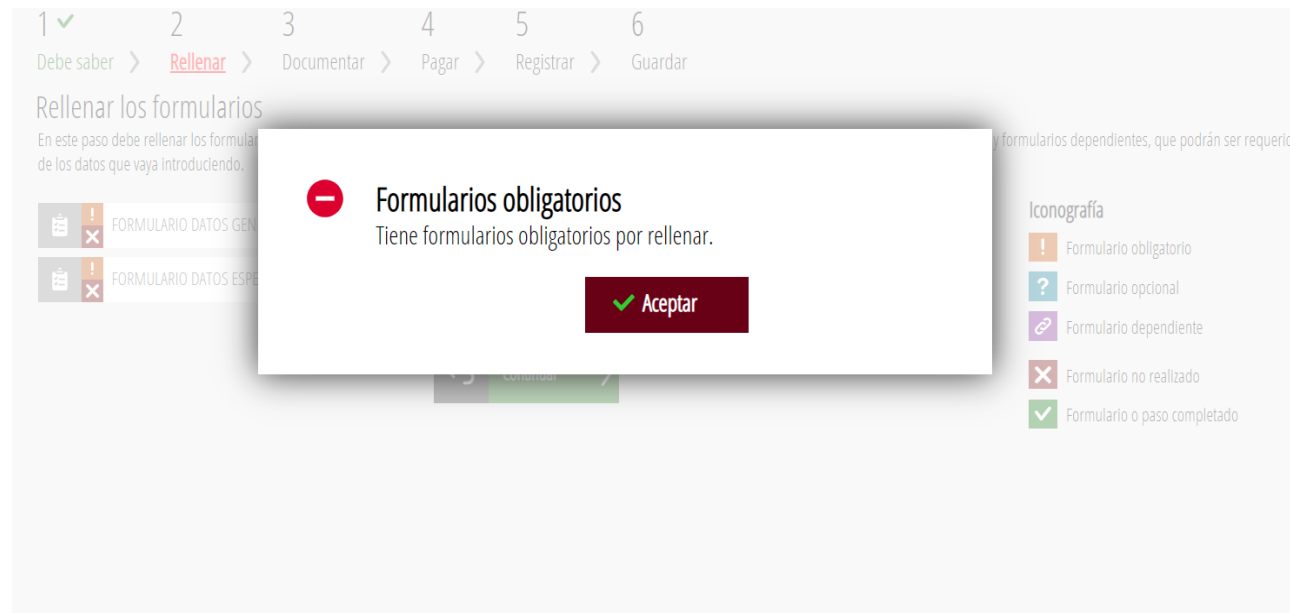 1 2 3 4 5 6
Debe saber Rellenar Documentar Pagar Registrar Guardar
Rellenar los formularios
En este paso debe rellenar los formular
y formularios dependientes, que podrán ser requeric
de los datos que vaya introduciendo.
FORMULARIO DATOS GEN
FORMULARIO DATOS ESPE
Formularios obligatorios
Tiene formularios obligatorios por rellenar.
Aceptar
Continuar
Iconografía
Formulario obligatorio
Formulario opcional
Formulario dependiente
Formulario no realizado
Formulario o paso completado